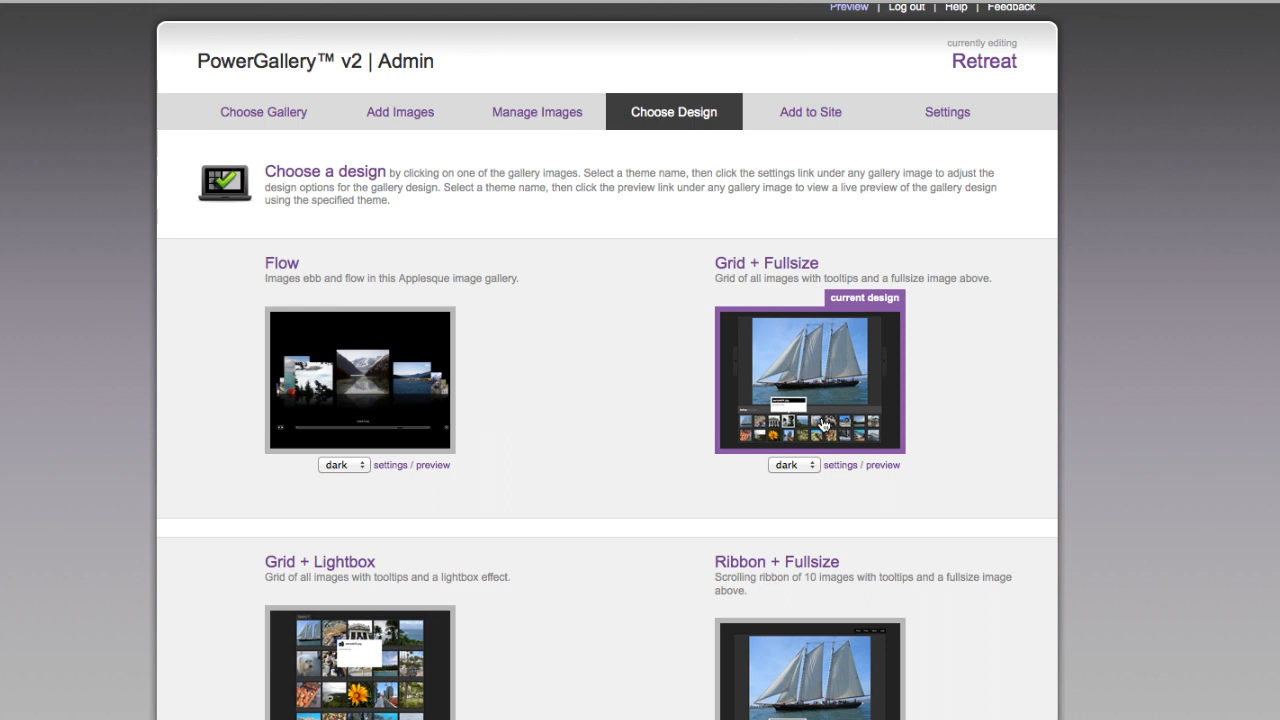 Preview | Log out | Help | Feedback
currently editing
PowerGallery™ v2 | Admin
Retreat
Choose Gallery Add Images Manage Images Choose Design Add to Site Settings
Choose a design by clicking on one of the gallery images. Select a theme name, then click the settings link under any gallery image to adjust the
design options for the gallery design. Select a theme name, then click the preview link under any gallery image to view a live preview of the gallery design
using the specified theme.
Flow
Images ebb and flow in this Applesque image gallery.
Grid + Fullsize
Grid of all images with tooltips and a fullsize image above.
current design
dark settings / preview
dark settings / preview
Grid + Lightbox
Grid of all images with tooltips and a lightbox effect.
Ribbon + Fullsize
Scrolling ribbon of 10 images with tooltips and a fullsize image
above.